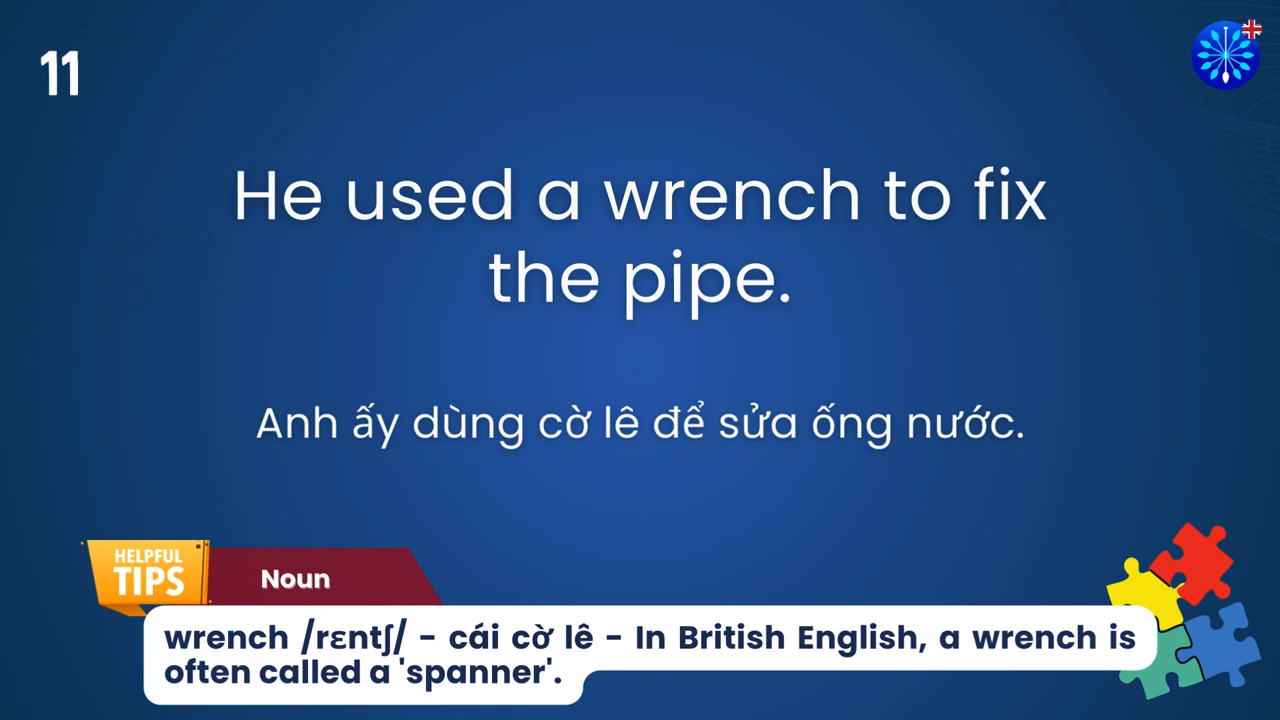 11
He used a wrench to fix
the pipe.
Anh ấy dùng cờ lê để sửa ống nước.
HELPFUL
TIPS
Noun
wrench /rɛntʃ/ - cái cờ lê - In British English, a wrench is
often called a 'spanner'.